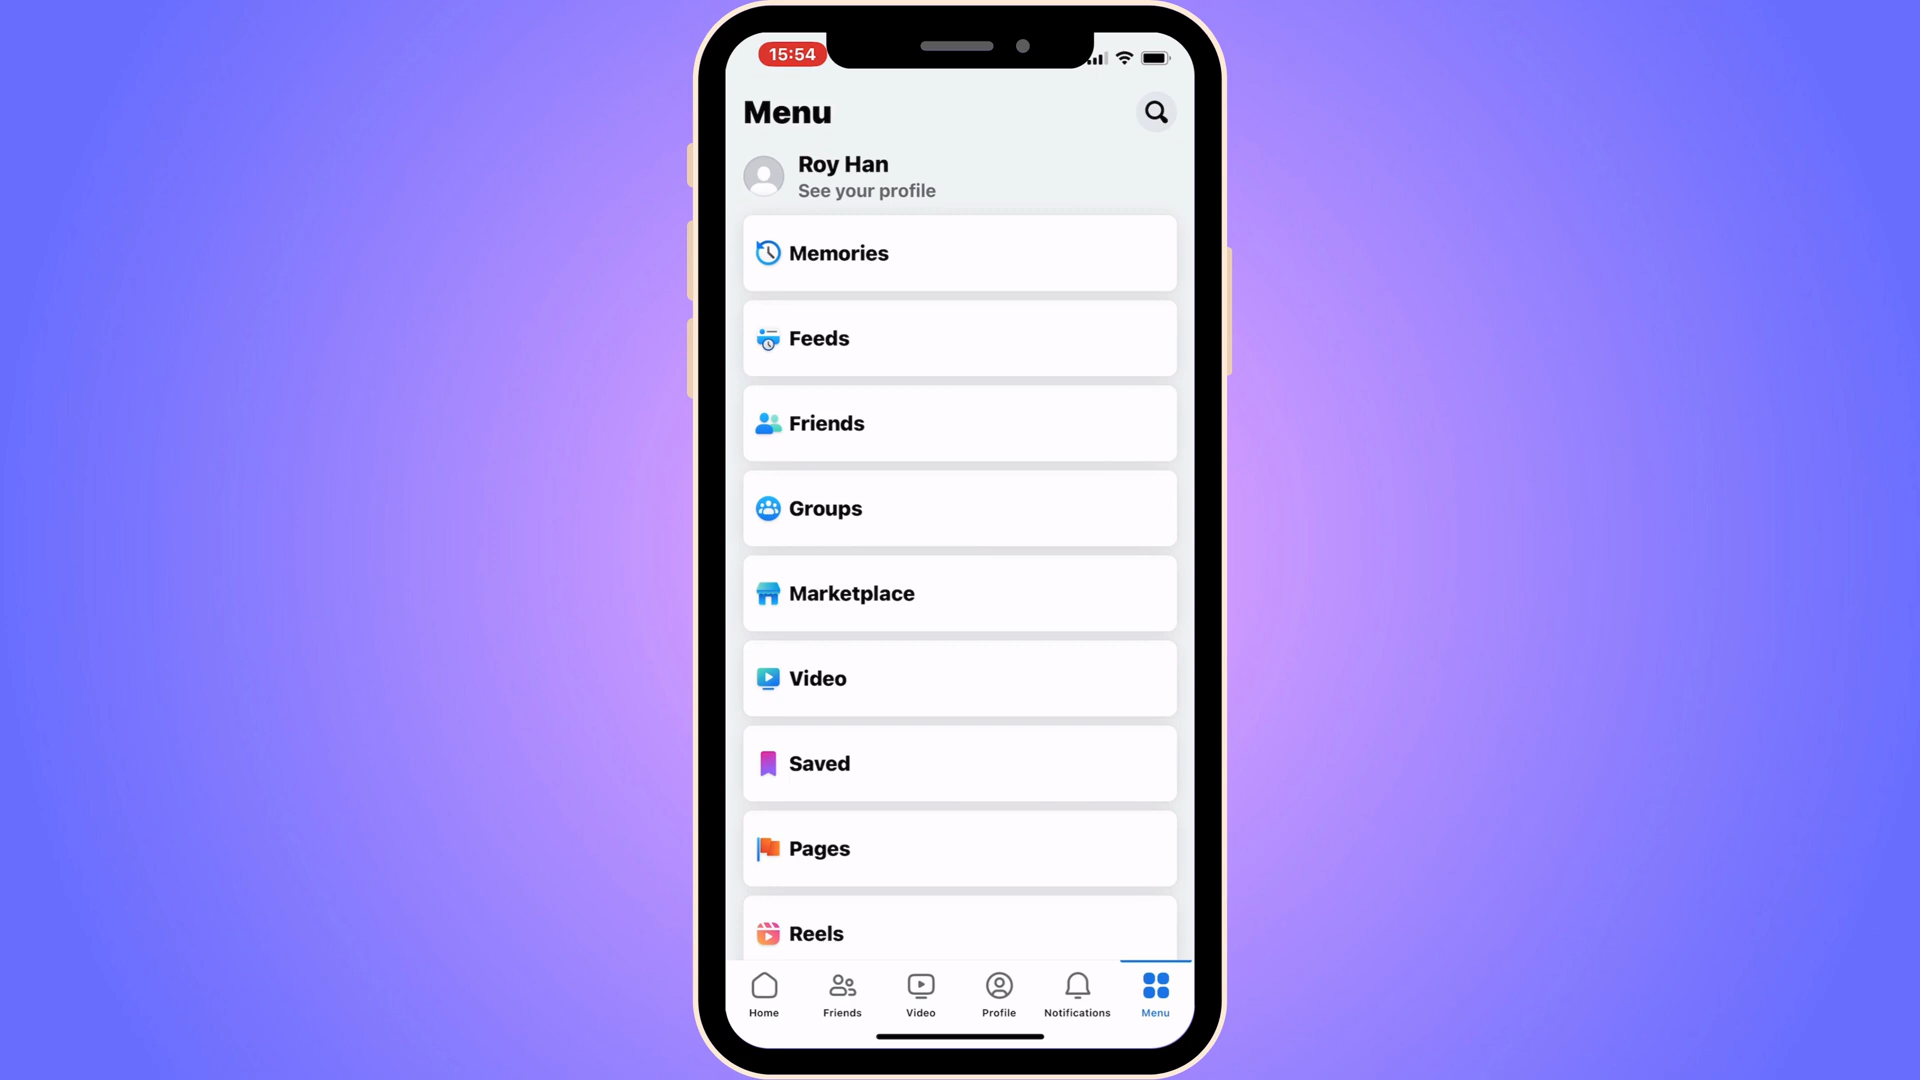 15:54
Menu
Roy Han
See your profile
Memories
Feeds
Friends
Groups
Marketplace
Video
Saved
Pages
Reels
Home Friends Video Profile Notifications Menu